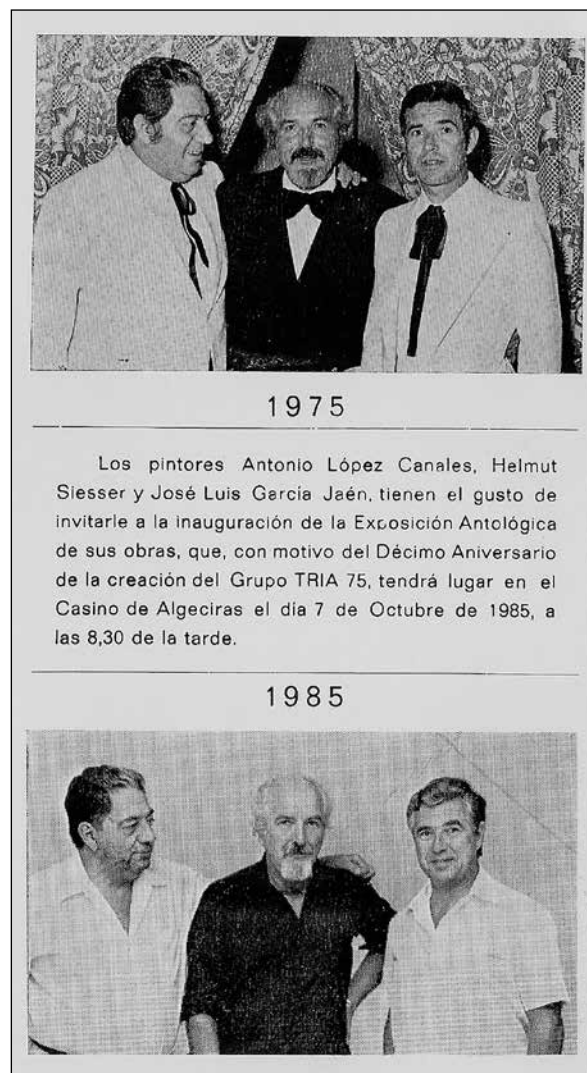 1975
Los pintores Antonio López Canales, Helmut
Siesser y José Luis García Jaén, tienen el gusto de
invitarle a la inauguración de la Exposición Antológica
de sus obras, que, con motivo del Décimo Aniversario
de la creación del Grupo TRIA 75, tendrá lugar en el
Casino de Algeciras el día 7 de Octubre de 1985, a
las 8,30 de la tarde.
1985